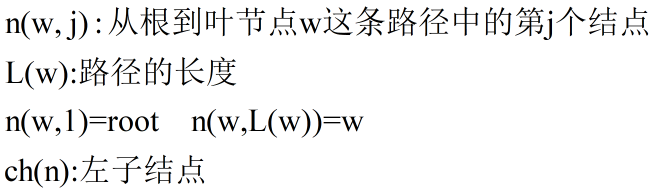 n(w,j):从根到叶节点w这条路径中的第j个结点
L(w):路径的长度
n(w,1)=root n(w,L(w))=w
ch(n):左子结点